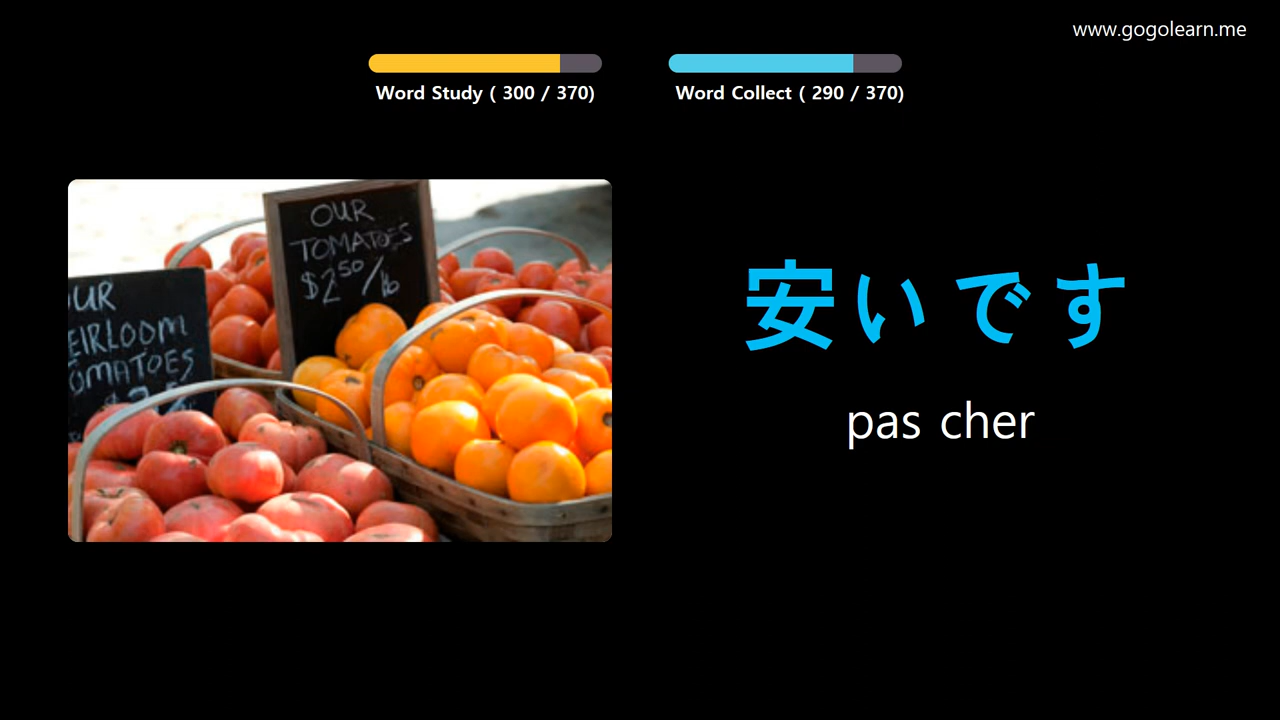 www.gogolearn.me
Word Study ( 300 / 370)
Word Collect ( 290 / 370)
OUR
TOMATOES
$2.50/lb
UR
EIRLOOM
OMATOES
安いです
pas cher